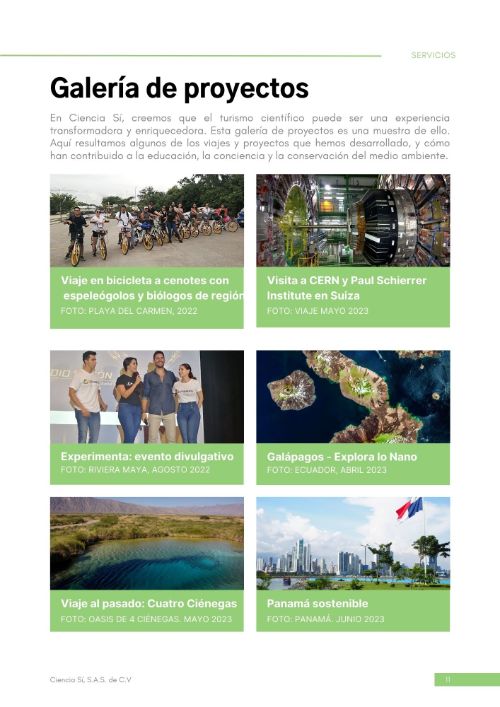 SERVICIOS
Galería de proyectos
En Ciencia Sí, creemos que el turismo científico puede ser una experiencia
transformadora y enriquecedora. Esta galería de proyectos es una muestra de ello.
Aquí resultamos algunos de los viajes y proyectos que hemos desarrollado, y cómo
han contribuido a la educación, la conciencia y la conservación del medio ambiente.
Viaje en bicicleta a cenotes con
espeleógolos y biólogos de región
FOTO: PLAYA DEL CARMEN, 2022
Visita a CERN y Paul Schierrer
Institute en Suiza
FOTO: VIAJE MAYO 2023
Experimenta: evento divulgativo
FOTO: RIVIERA MAYA, AGOSTO 2022
Galápagos - Explora lo Nano
FOTO: ECUADOR, ABRIL 2023
Viaje al pasado: Cuatro Ciénegas
FOTO: OASIS DE 4 CIÉNEGAS. MAYO 2023
Panamá sostenible
FOTO: PANAMÁ. JUNIO 2023
Ciencia Sí, S.A.S. de C.V
11